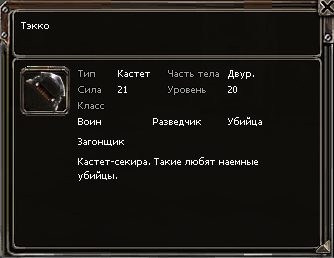 Тэкко
Тип Кастет Часть тела Двур.
Сила 21 Уровень 20
Класс
Воин Разведчик Убийца
Загонщик
Кастет-секира. Такие любят наемные
убийцы.